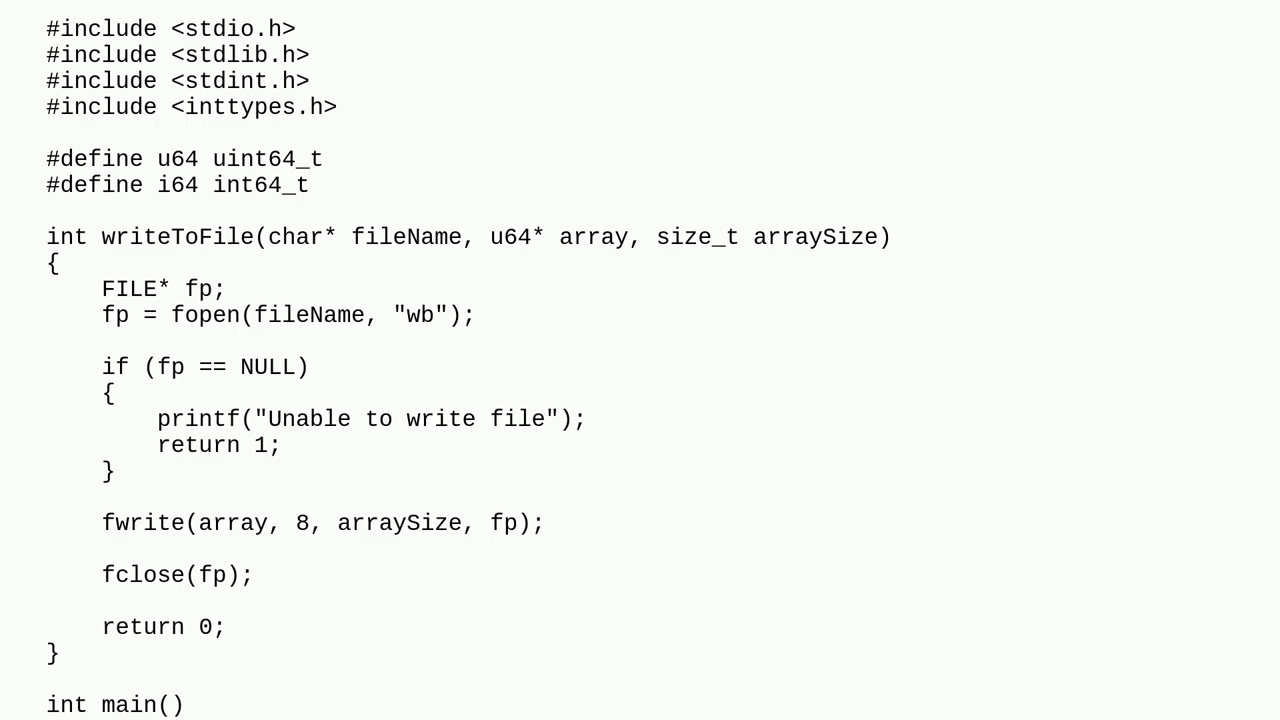 #include <stdio.h>
#include <stdlib.h>
#include <stdint.h>
#include <inttypes.h>

#define u64 uint64_t
#define i64 int64_t

int writeToFile(char* fileName, u64* array, size_t arraySize)
{
    FILE* fp;
    fp = fopen(fileName, "wb");

    if (fp == NULL)
    {
        printf("Unable to write file");
        return 1;
    }

    fwrite(array, 8, arraySize, fp);

    fclose(fp);

    return 0;
}

int main()